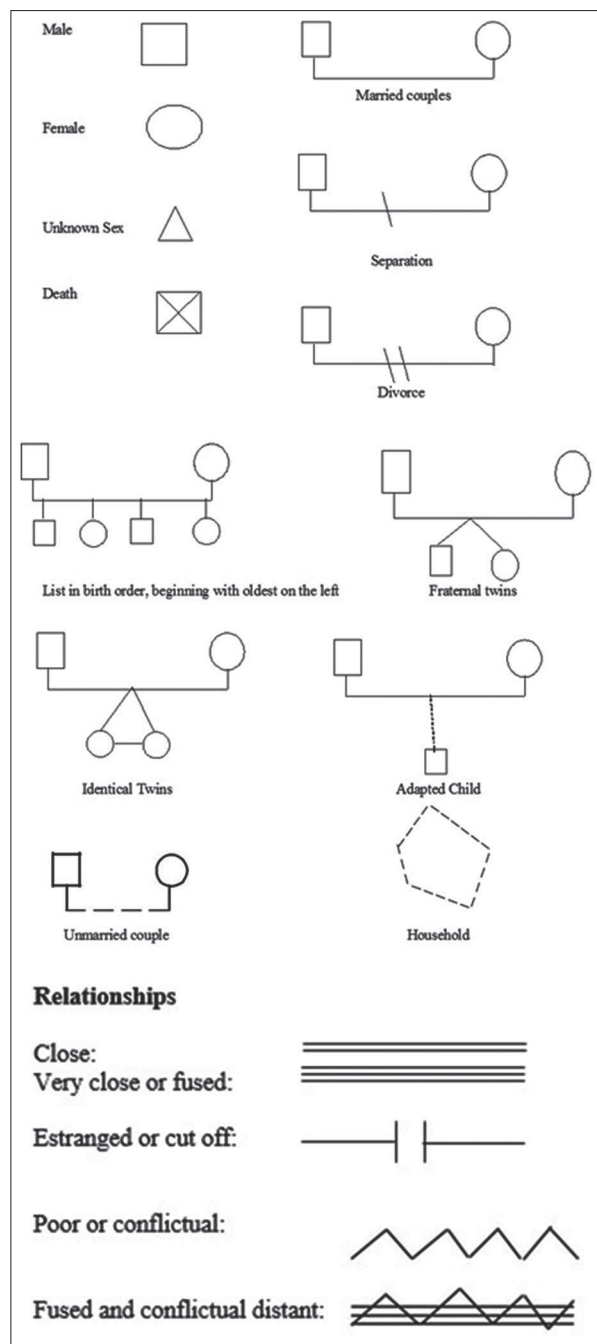 Male
Married couples
Female
Unknown Sex
Separation
Death
Divorce
List in birth order, beginning with oldest on the left
Fraternal twins
Identical Twins
Adapted Child
Unmarried couple
Household
Relationships
Close:
Very close or fused:
Estranged or cut off:
Poor or conflictual:
Fused and conflictual distant: